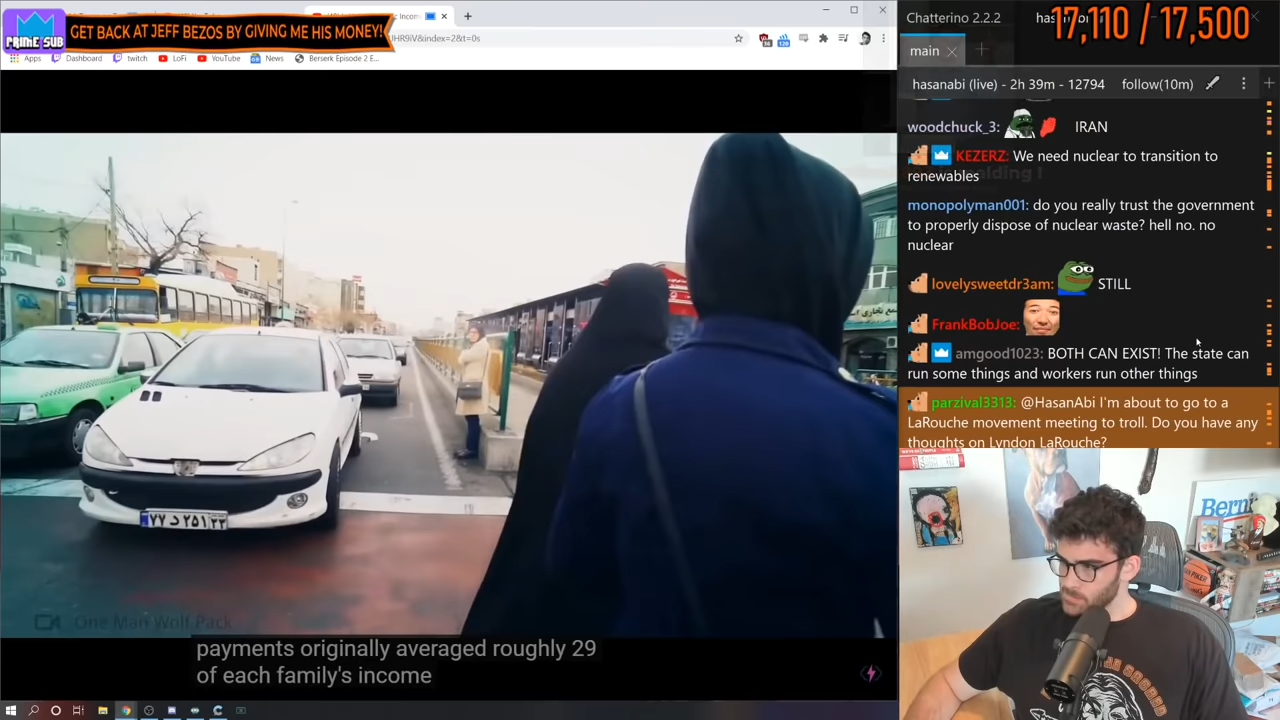 GET BACK AT JEFF BEZOS BY GIVING ME HIS MONEY!
PRIME SUB
JHR9iV&index=2&t=0s
Apps
Dashboard
twitch
LoFi
YouTube
News
Berserk Episode 2 E...
One Man Wolf Pack
payments originally averaged roughly 29
of each family's income
Chatterino 2.2.2
17,110 / 17,500
main
hasanabi (live) - 2h 39m - 12794
follow(10m)
woodchuck_3: IRAN
KEZERZ: We need nuclear to transition to
renewables
monopolyman001: do you really trust the government
to properly dispose of nuclear waste? hell no. no
nuclear
lovelysweetdr3am: STILL
FrankBobJoe:
amgood1023: BOTH CAN EXIST! The state can
run some things and workers run other things
parzival3313: @HasanAbi I'm about to go to a
LaRouche movement meeting to troll. Do you have any
thoughts on Lyndon LaRouche?
Bern